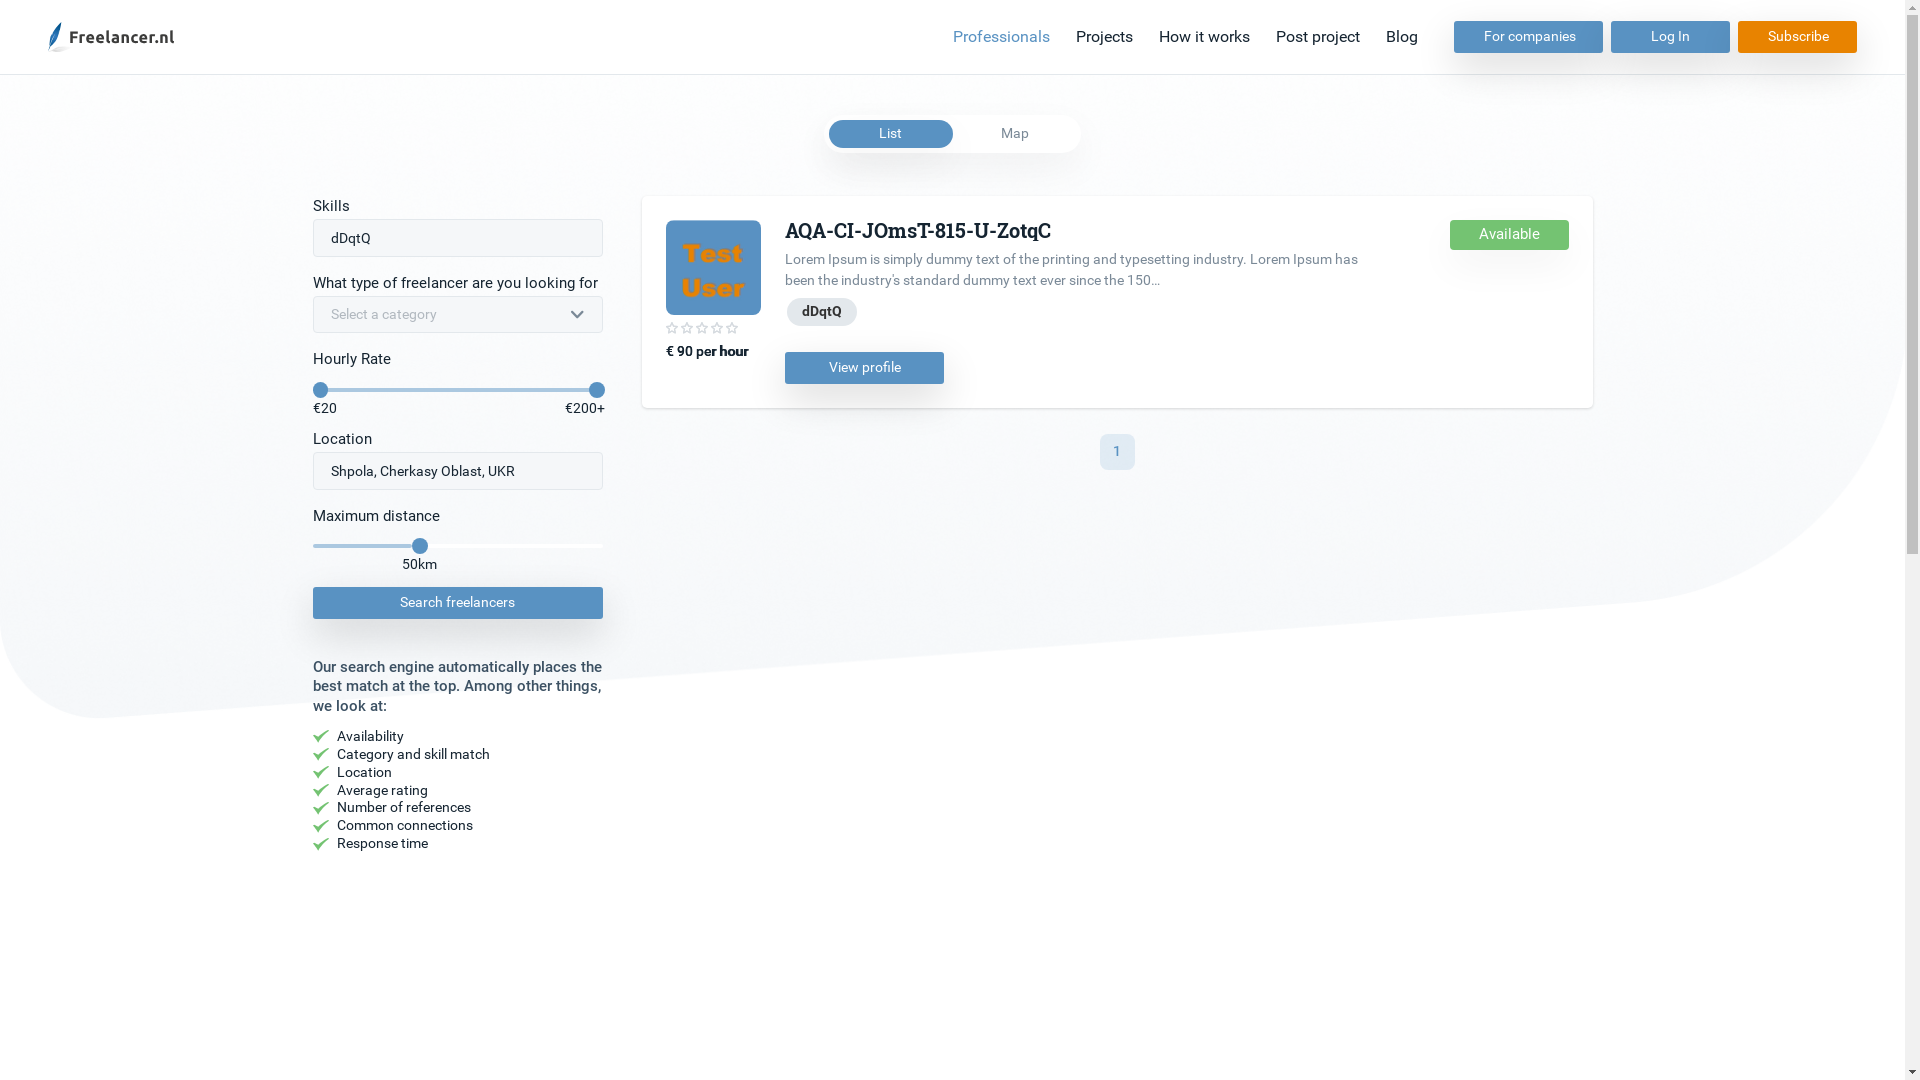 Freelancer.nl
Professionals Projects How it works Post project Blog For companies Log In Subscribe
List Map
Skills
dDqtQ
What type of freelancer are you looking for
Select a category
Hourly Rate
€20 €200+
Location
Shpola, Cherkasy Oblast, UKR
Maximum distance
50km
Search freelancers
Our search engine automatically places the
best match at the top. Among other things,
we look at:
Availability
Category and skill match
Location
Average rating
Number of references
Common connections
Response time
Test
User
€ 90 per hour
AQA-CI-JOmsT-815-U-ZotqC
Available
Lorem Ipsum is simply dummy text of the printing and typesetting industry. Lorem Ipsum has
been the industry's standard dummy text ever since the 150...
dDqtQ
View profile
1